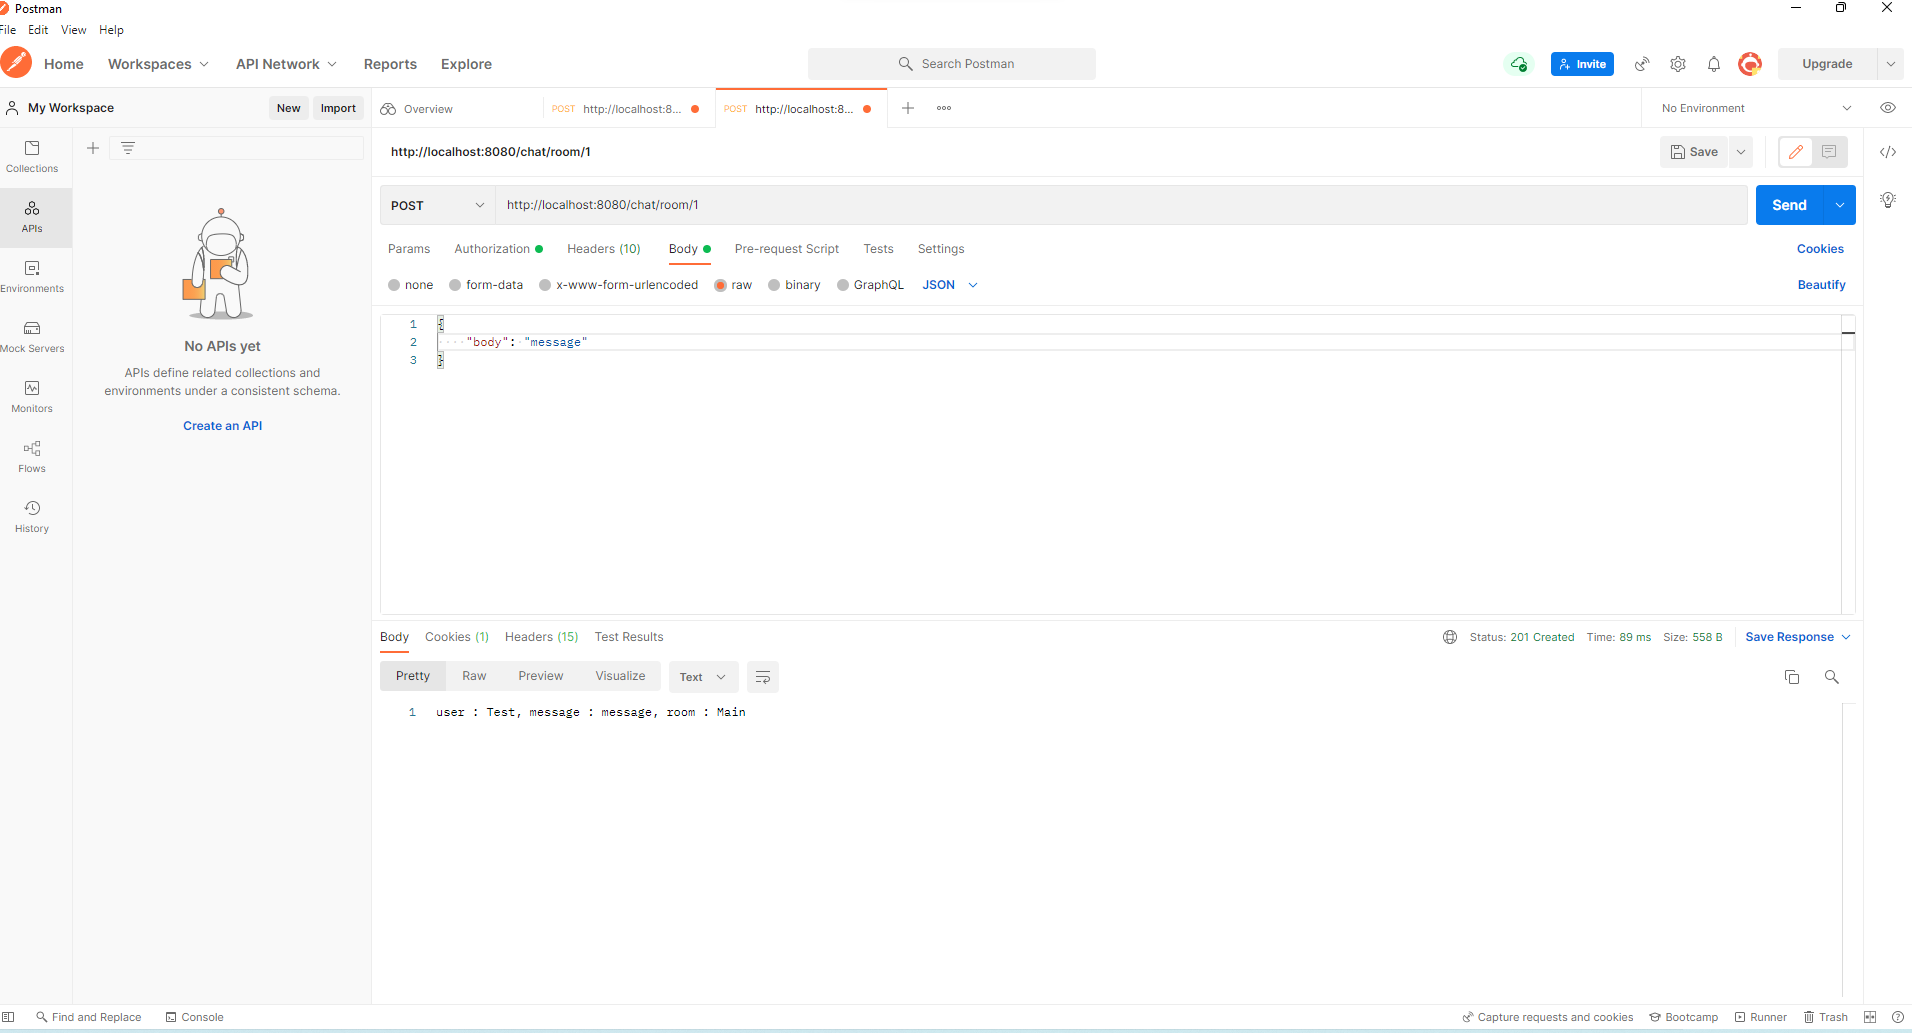 Postman
File Edit View Help
Home Workspaces API Network Reports Explore
Search Postman
Invite
Upgrade
My Workspace
New Import
Overview
POST http://localhost:8...
POST http://localhost:8...
No Environment
Collections
APIs
Environments
Mock Servers
Monitors
Flows
History
No APIs yet
APIs define related collections and
environments under a consistent schema.
Create an API
http://localhost:8080/chat/room/1
Save
POST http://localhost:8080/chat/room/1
Send
Params Authorization Headers (10) Body Pre-request Script Tests Settings
Cookies
none form-data x-www-form-urlencoded raw binary GraphQL JSON
Beautify
1 {
2 "body": "message"
3 }
Body Cookies (1) Headers (15) Test Results
Status: 201 Created Time: 89 ms Size: 558 B Save Response
Pretty Raw Preview Visualize Text
1 user : Test, message : message, room : Main
Find and Replace Console
Capture requests and cookies Bootcamp Runner Trash